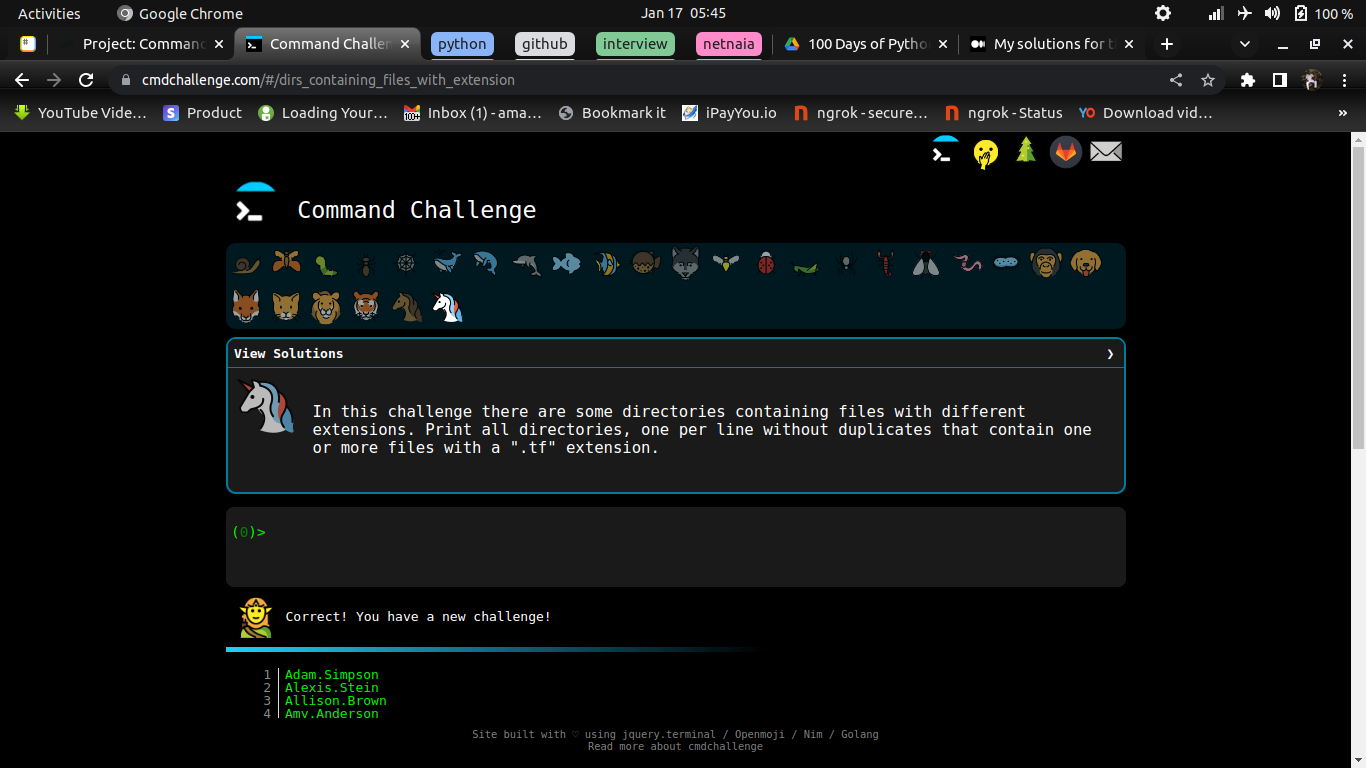 Activities Google Chrome Jan 17 05:45 100 %
Project: Comman Command Challen python github interview netnaia 100 Days of Pytho My solutions for t
cmdchallenge.com/#/dirs_containing_files_with_extension
YouTube Vide... S Product Loading Your... 100+ Inbox (1) - ama... Bookmark it iPayYou.io ngrok - secure... ngrok - Status YO Download vid... »
Command Challenge
View Solutions ❯
In this challenge there are some directories containing files with different
extensions. Print all directories, one per line without duplicates that contain one
or more files with a ".tf" extension.
(0)>
Correct! You have a new challenge!
1 Adam.Simpson
2 Alexis.Stein
3 Allison.Brown
4 Amy.Anderson
Site built with ♡ using jquery.terminal / Openmoji / Nim / Golang
Read more about cmdchallenge